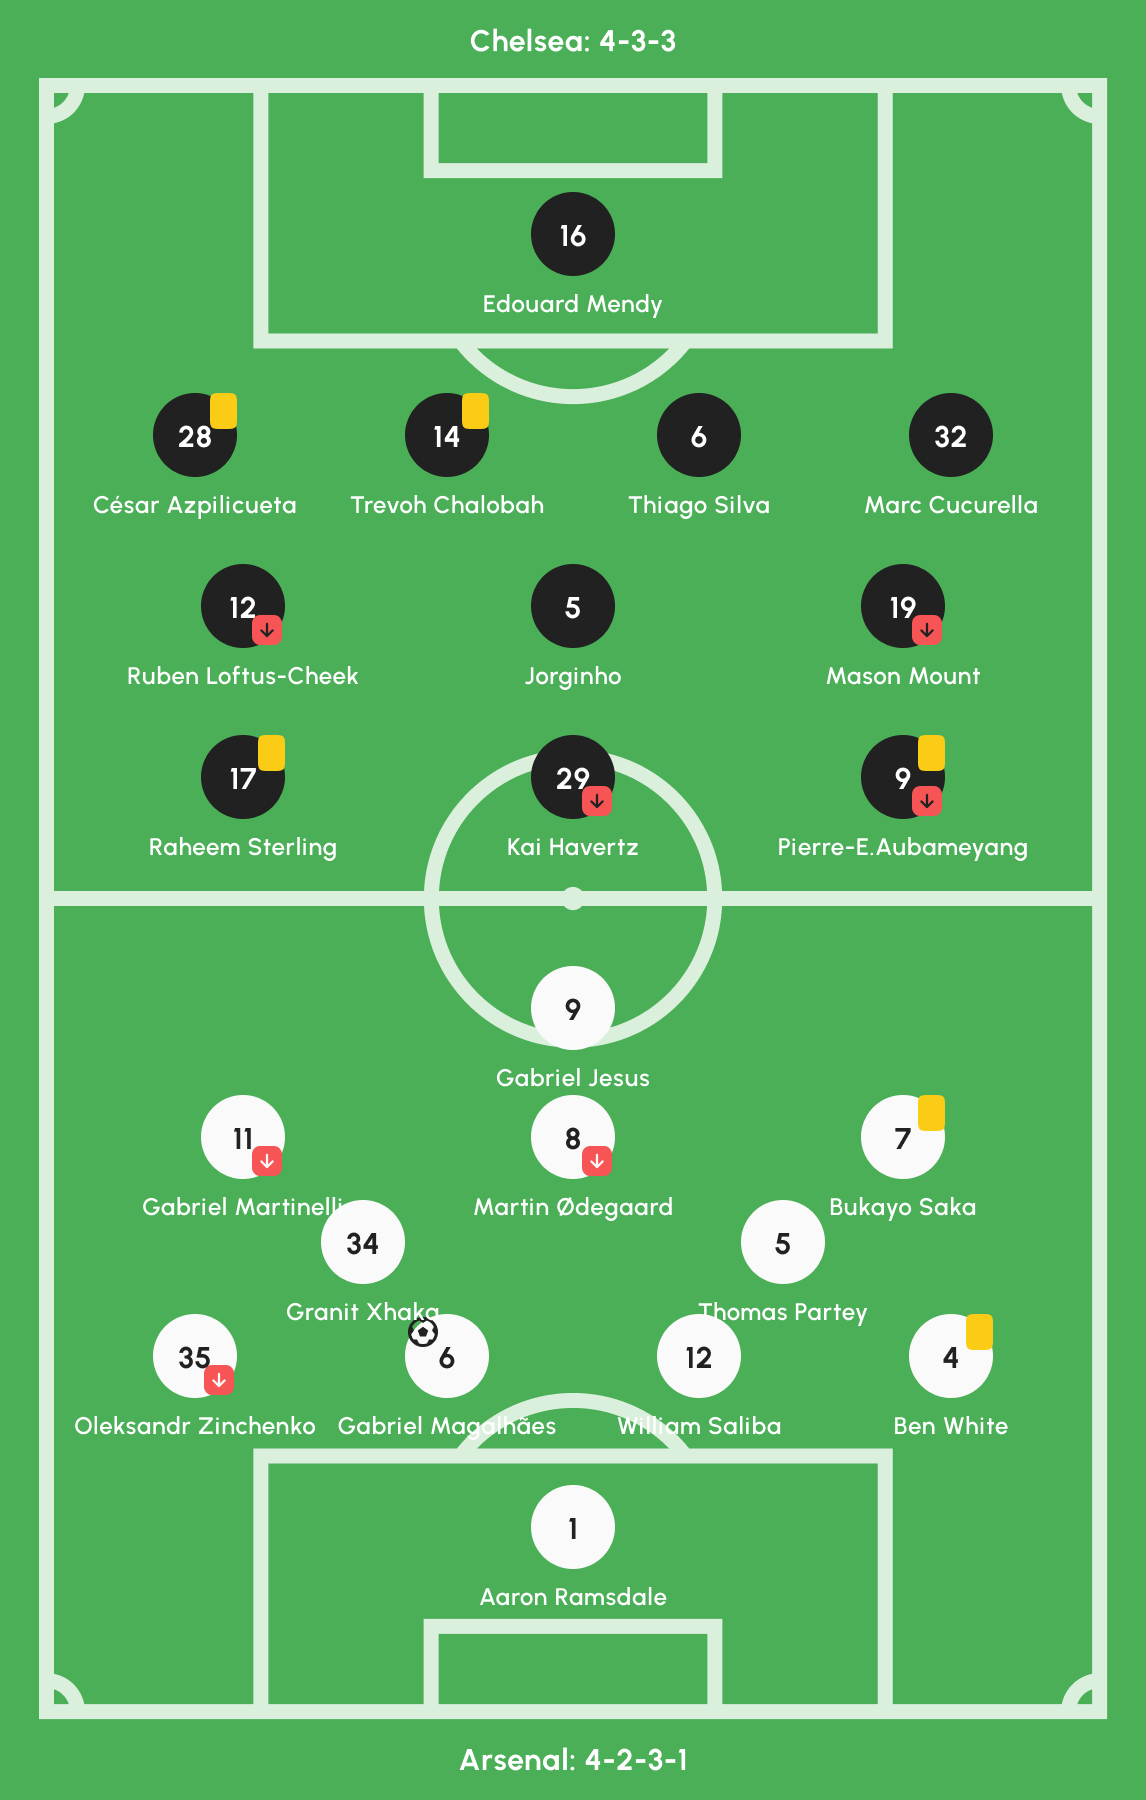 Chelsea: 4-3-3
16
Edouard Mendy
28 14 6 32
César Azpilicueta Trevoh Chalobah Thiago Silva Marc Cucurella
12 5 19
Ruben Loftus-Cheek Jorginho Mason Mount
17 29 9
Raheem Sterling Kai Havertz Pierre-E.Aubameyang
9
Gabriel Jesus
11 8 7
Gabriel Martinelli Martin Ødegaard Bukayo Saka
34 5
Granit Xhaka Thomas Partey
35 6 12 4
Oleksandr Zinchenko Gabriel Magalhães William Saliba Ben White
1
Aaron Ramsdale
Arsenal: 4-2-3-1